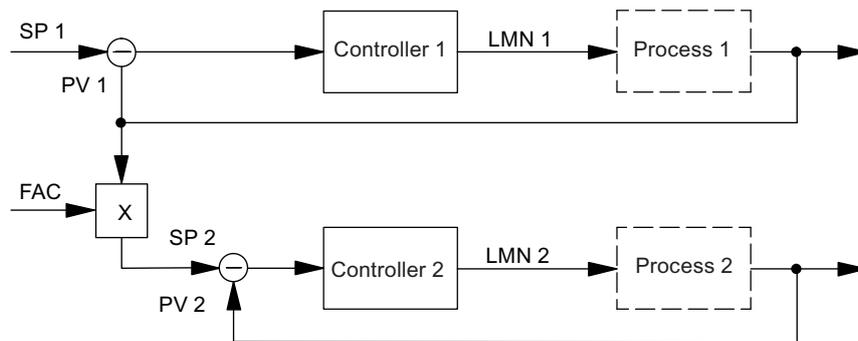 SP 1
PV 1
Controller 1
LMN 1
Process 1
FAC
X
SP 2
PV 2
Controller 2
LMN 2
Process 2